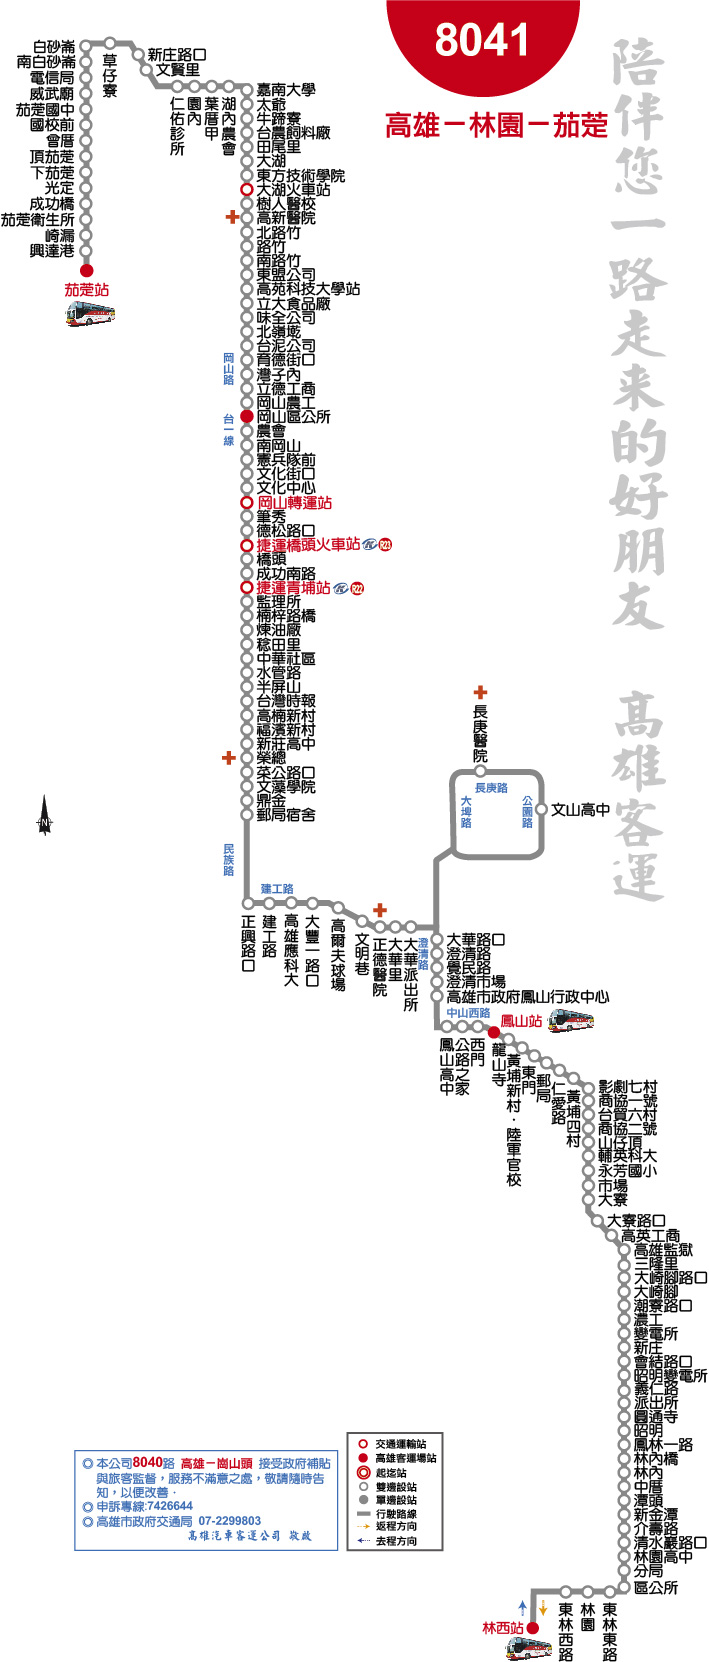 8041
高雄－林園－茄萣
陪伴您一路走来的好朋友 高雄客運
白砂崙
南白砂崙
電信局
威武廟
茄萣國中
國校前
曾厝
頂茄萣
下茄萣
光定
成功橋
茄萣衛生所
崎漏
興達港
茄萣站
草仔寮
新庄路口
文賢里
仁佑診所
園內
葉厝甲
湖內農會
嘉南大學
太爺
牛蹄寮
台農飼料廠
田尾里
大湖
東方技術學院
大湖火車站
樹人醫校
高新醫院
北路竹
路竹
南路竹
東盟公司
高苑科技大學站
立大食品廠
味全公司
北嶺墘
台泥公司
育德街口
灣子內
立德工商
岡山農工
岡山區公所
農會
南岡山
憲兵隊前
文化街口
文化中心
岡山轉運站
筆秀
德松路口
捷運橋頭火車站 R23
橋頭
成功南路
捷運青埔站 R22
監理所
楠梓路橋
煉油廠
稔田里
中華社區
水管路
半屏山
台灣時報
高楠新村
福濱新村
新莊高中
榮總
英公路口
文藻學院
鼎金
郵局宿舍
岡山路
台一線
民族路
建工路
正興路口
建工路
高雄應科大
大豐一路口
高爾夫球場
文明巷
正德醫院
大華里
大華派出所
長庚醫院
長庚路
大埤路
公園路
文山高中
澄清路
大華路口
澄清路
覺民路
澄清市場
高雄市政府鳳山行政中心
中山西路
鳳山站
鳳山高中
公路之家
西門
龍山寺
黃埔新村．陸軍官校
東門
郵局
仁愛路
黃埔四村
影劇七村
商協一號
台貿六村
商協二號
山仔頂
輔英科大
永芳國小
市場
大寮
大寮路口
高英工商
高雄監獄
三隆里
大崎腳路口
大崎腳
潮寮路口
濃工
變電所
新庄
會結路口
昭明變電所
義仁路
派出所
圓通寺
昭明
鳳林一路
林內橋
林內
中厝
潭頭
新金潭
介壽路
清水巖路口
林園高中
分局
區公所
東林東路
林園
東林西路
林西站
N
◎本公司8040路 高雄－崗山頭 接受政府補貼
與旅客監督，服務不滿意之處，敬請隨時告
知，以便改善．
◎申訴專線:7426644
◎高雄市政府交通局 07-2299803
高雄汽車客運公司 敬啟
交通運輸站
高雄客運場站
起迄站
雙邊設站
單邊設站
行駛路線
返程方向
去程方向